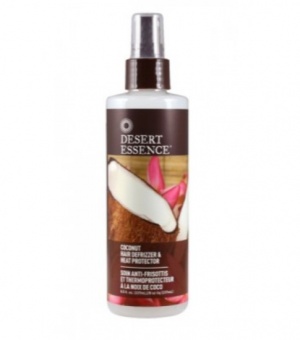 DESERT
ESSENCE
COCONUT
HAIR DEFRIZZER &
HEAT PROTECTOR
SOIN ANTI-FRISOTTIS
ET THERMOPROTECTEUR
À LA NOIX DE COCO